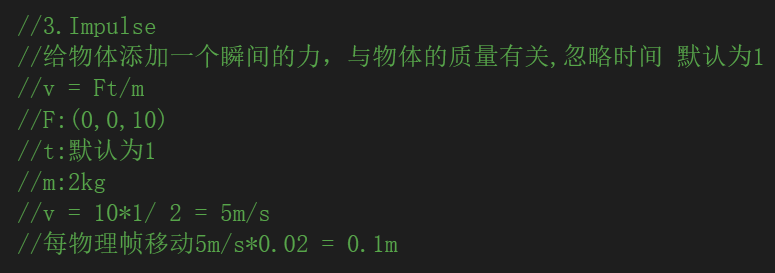 //3.Impulse
//给物体添加一个瞬间的力，与物体的质量有关,忽略时间 默认为1
//v = Ft/m
//F:(0,0,10)
//t:默认为1
//m:2kg
//v = 10*1/ 2 = 5m/s
//每物理帧移动5m/s*0.02 = 0.1m